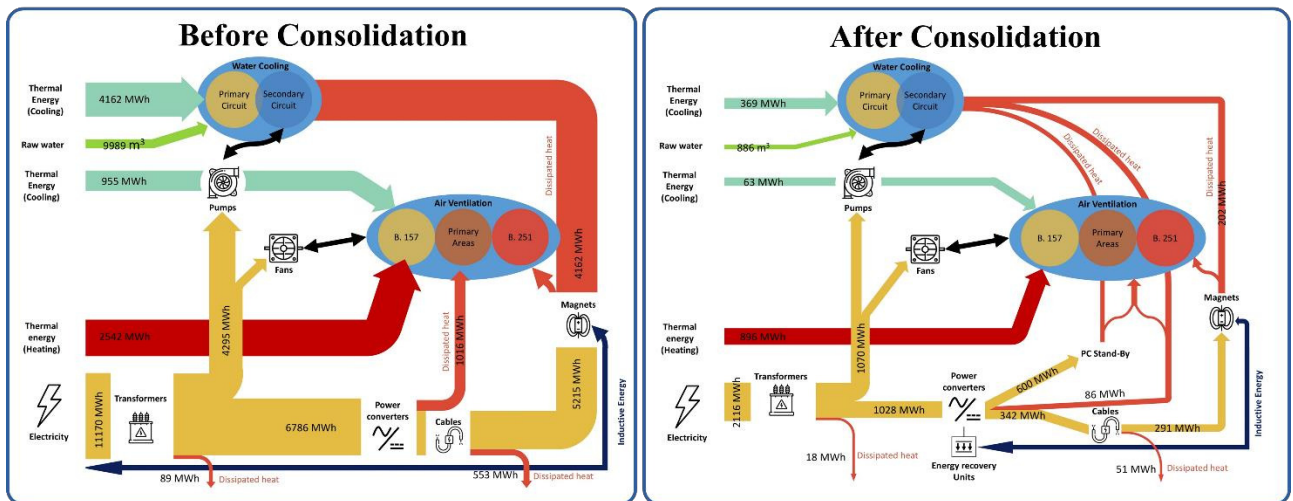 Before Consolidation
Water Cooling
Thermal
Energy
(Cooling)
4162 MWh
Primary
Circuit
Secondary
Circuit
Raw water
9989 m³
Thermal
Energy
(Cooling)
955 MWh
Pumps
Dissipated heat
Air Ventilation
B. 157
Primary
Areas
B. 251
4162 MWh
Fans
Magnets
Thermal
energy
(Heating)
2542 MWh
4295 MWh
Dissipated heat
1016 MWh
5215 MWh
Inductive Energy
Electricity
11170 MWh
Transformers
6786 MWh
Power
converters
Cables
89 MWh
Dissipated heat
553 MWh
Dissipated heat
After Consolidation
Water Cooling
Thermal
Energy
(Cooling)
369 MWh
Primary
Circuit
Secondary
Circuit
Raw water
886 m³
Thermal
Energy
(Cooling)
63 MWh
Pumps
Dissipated heat
Dissipated heat
Dissipated heat
202 MWh
Air Ventilation
B. 157
Primary
Areas
B. 251
Fans
Magnets
Thermal
energy
(Heating)
896 MWh
1070 MWh
PC Stand-By
600 MWh
Inductive Energy
Electricity
2116 MWh
Transformers
1028 MWh
Power
converters
86 MWh
342 MWh
Cables
291 MWh
18 MWh
Dissipated heat
Energy recovery
Units
51 MWh
Dissipated heat